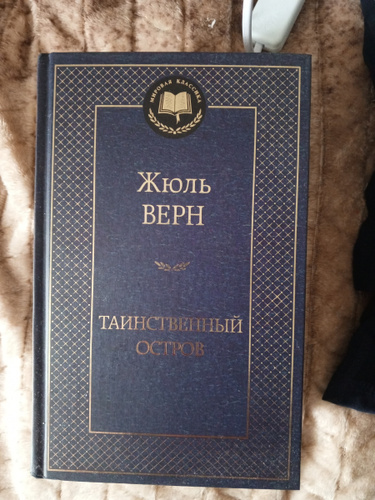 МИРОВАЯ КЛАССИКА
Жюль
ВЕРН
ТАИНСТВЕННЫЙ
ОСТРОВ